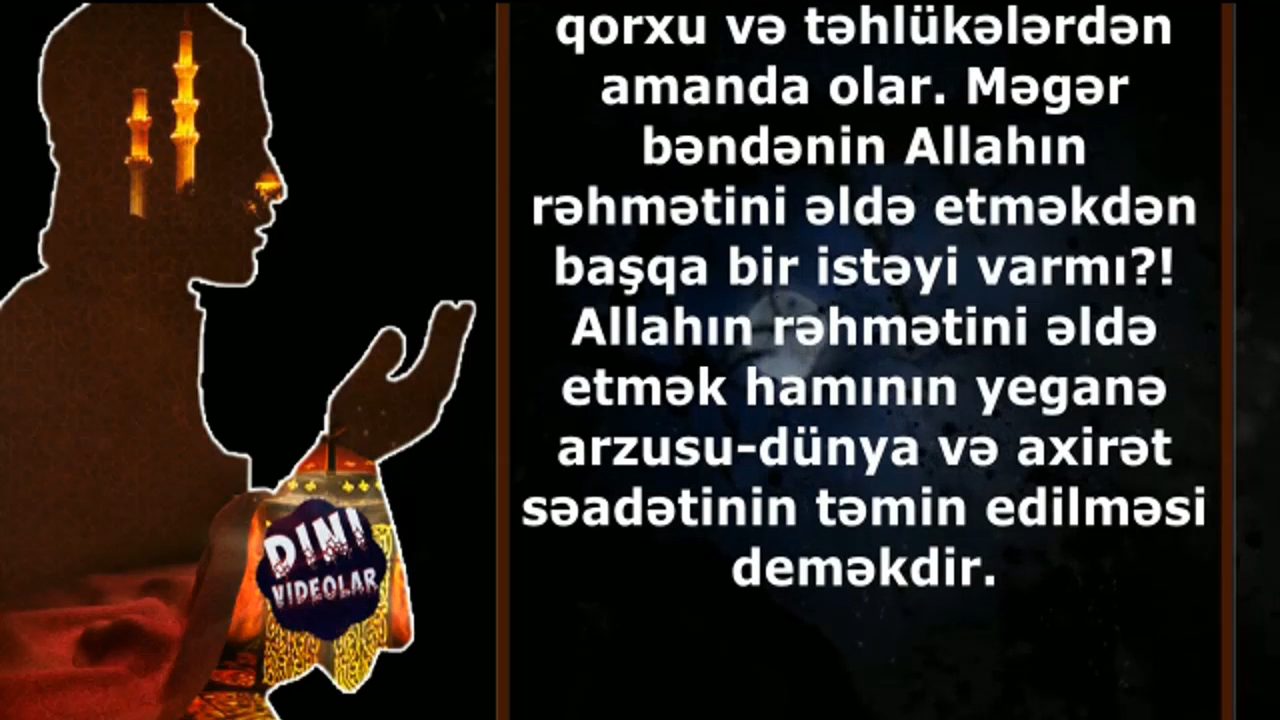 qorxu və təhlükələrdən
amanda olar. Məgər
bəndənin Allahın
rəhmətini əldə etməkdən
başqa bir istəyi varmı?!
Allahın rəhmətini əldə
etmək hamının yeganə
arzusu-dünya və axirət
səadətinin təmin edilməsi
deməkdir.
DINI
VIDEOLAR